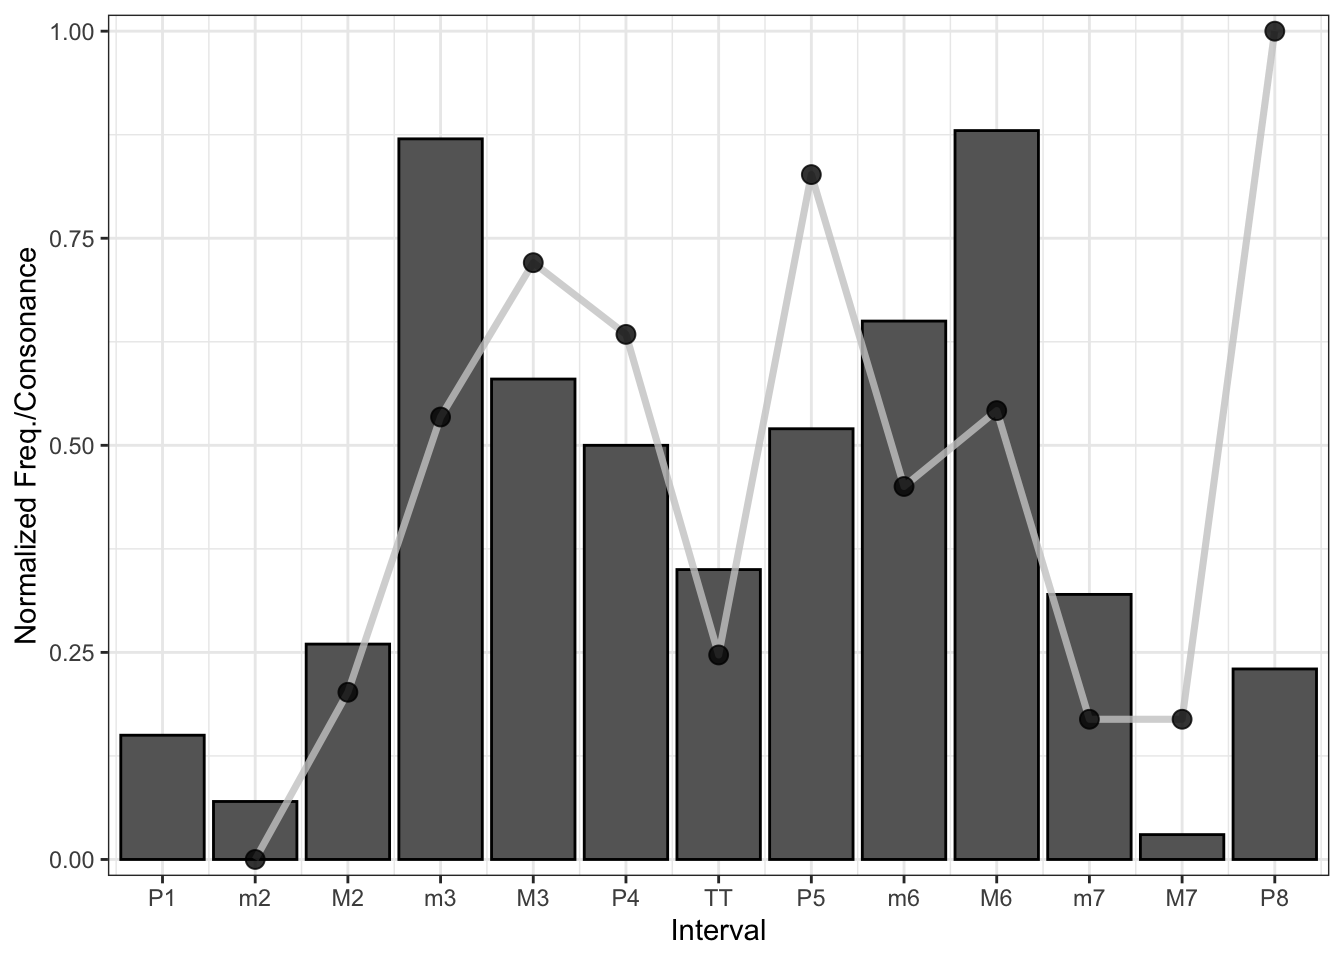 1.00
0.75
0.50
0.25
0.00
Normalized Freq./Consonance
P1 m2 M2 m3 M3 P4 TT P5 m6 M6 m7 M7 P8
Interval